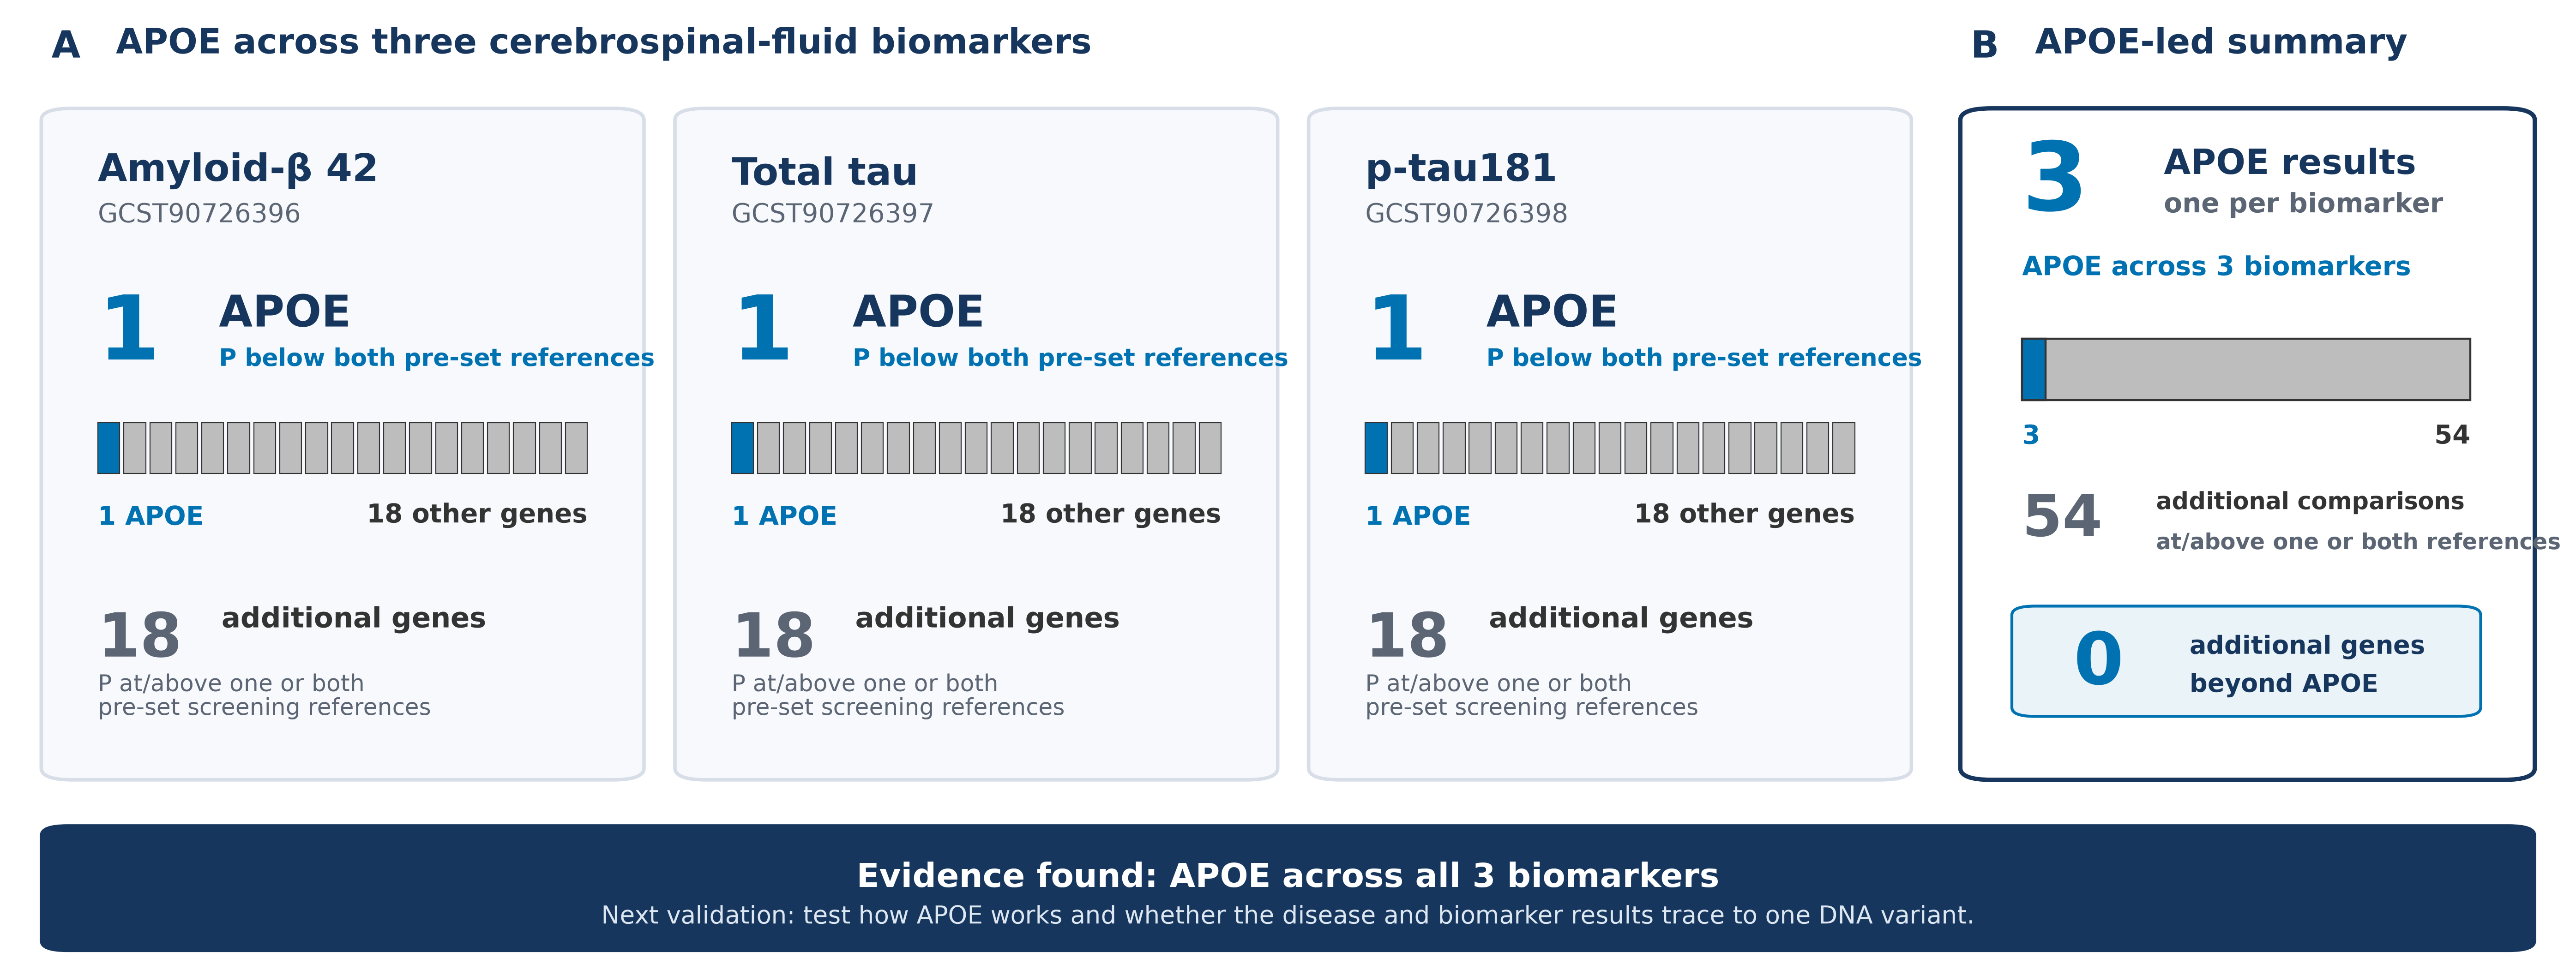 A APOE across three cerebrospinal-fluid biomarkers
Amyloid-β 42
GCST90726396
1 APOE
P below both pre-set references
1 APOE 18 other genes
18 additional genes
P at/above one or both
pre-set screening references
Total tau
GCST90726397
1 APOE
P below both pre-set references
1 APOE 18 other genes
18 additional genes
P at/above one or both
pre-set screening references
p-tau181
GCST90726398
1 APOE
P below both pre-set references
1 APOE 18 other genes
18 additional genes
P at/above one or both
pre-set screening references
B APOE-led summary
3 APOE results
one per biomarker
APOE across 3 biomarkers
3 54
54 additional comparisons
at/above one or both references
0 additional genes
beyond APOE
Evidence found: APOE across all 3 biomarkers
Next validation: test how APOE works and whether the disease and biomarker results trace to one DNA variant.